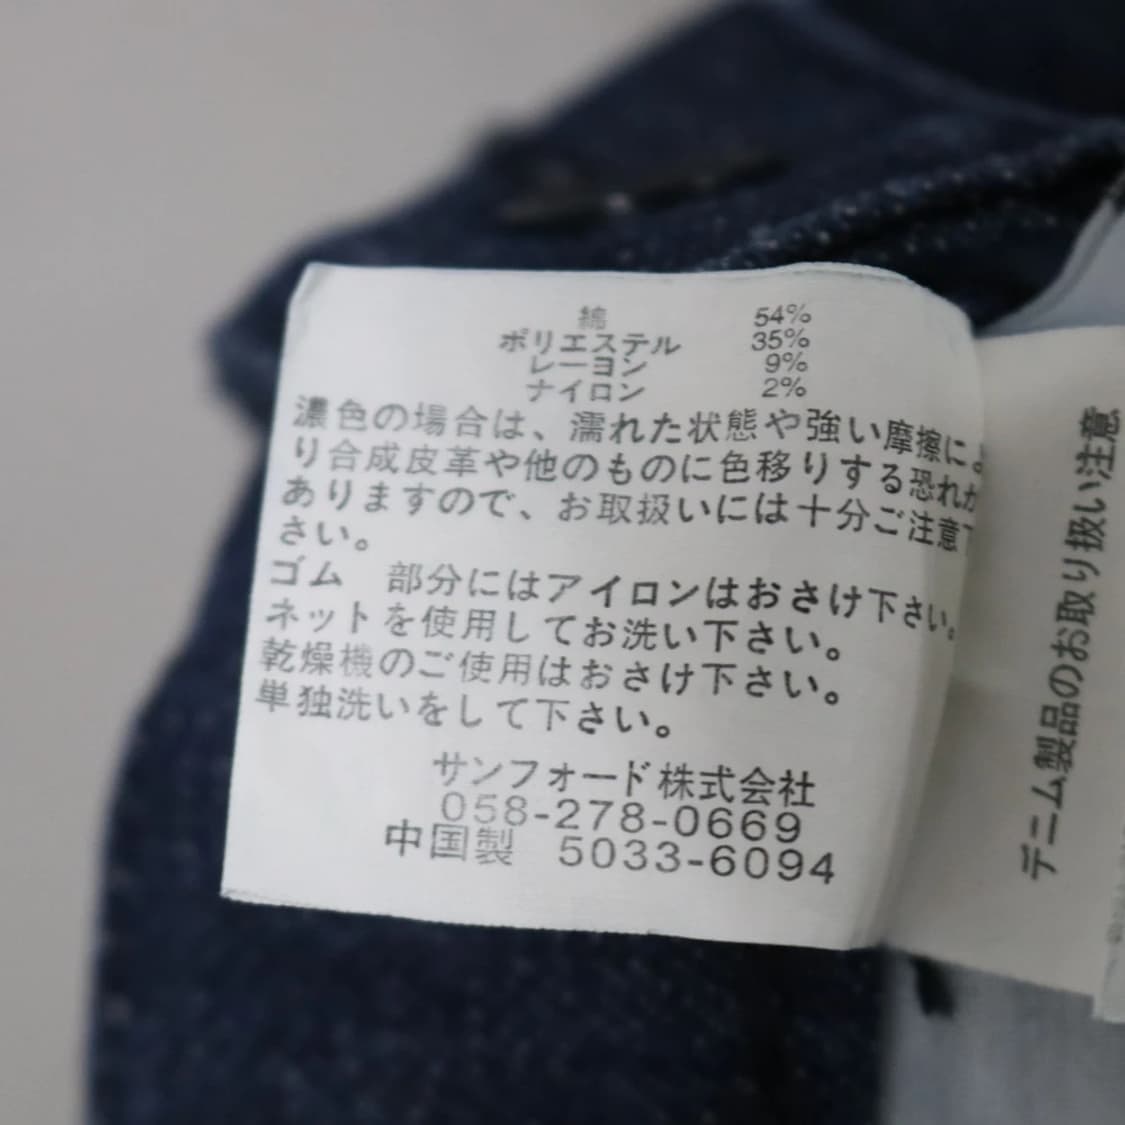 綿 54%
ポリエステル 35%
レーヨン 9%
ナイロン 2%
濃色の場合は、濡れた状態や強い摩擦によ
り合成皮革や他のものに色移りする恐れが
ありますので、お取扱いには十分ご注意下
さい。
ゴム 部分にはアイロンはおさけ下さい。
ネットを使用してお洗い下さい。
乾燥機のご使用はおさけ下さい。
単独洗いをして下さい。
サンフォード株式会社
058-278-0669
中国製 5033-6094
デニム製品のお取り扱い注意